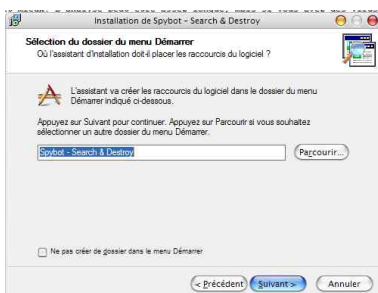 Installation de Spybot - Search & Destroy
Sélection du dossier du menu Démarrer
Où l'assistant d'installation doit-il placer les raccourcis du logiciel ?
L'assistant va créer les raccourcis du logiciel dans le dossier du menu
Démarrer indiqué ci-dessous.
Appuyez sur Suivant pour continuer. Appuyez sur Parcourir si vous souhaitez
sélectionner un autre dossier du menu Démarrer.
Spybot - Search & Destroy
Parcourir...
Ne pas créer de dossier dans le menu Démarrer
< Précédent
Suivant >
Annuler